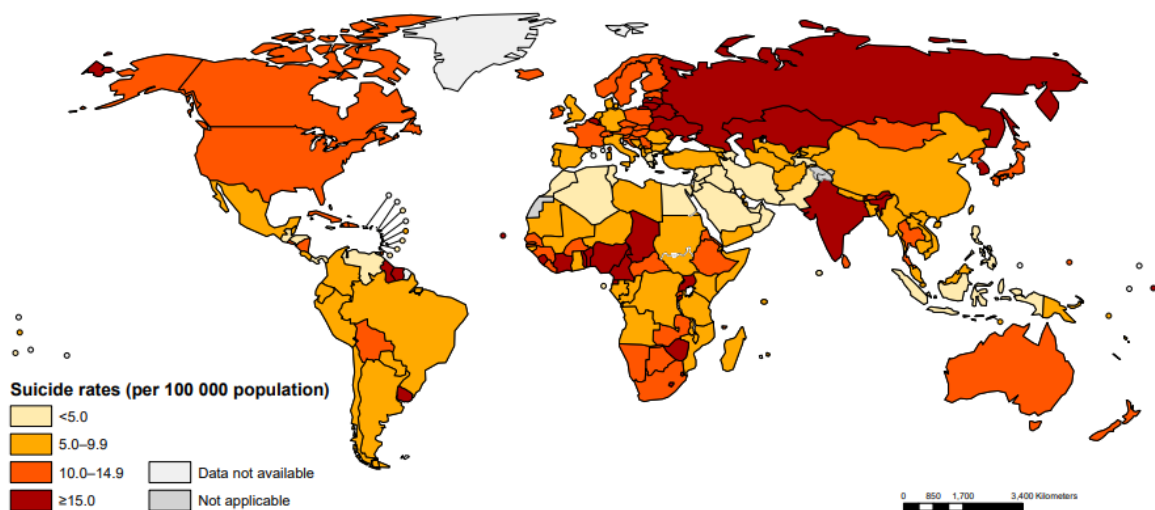 Suicide rates (per 100 000 population)
<5.0
5.0–9.9
10.0–14.9
≥15.0
Data not available
Not applicable
0 850 1,700 3,400 Kilometers